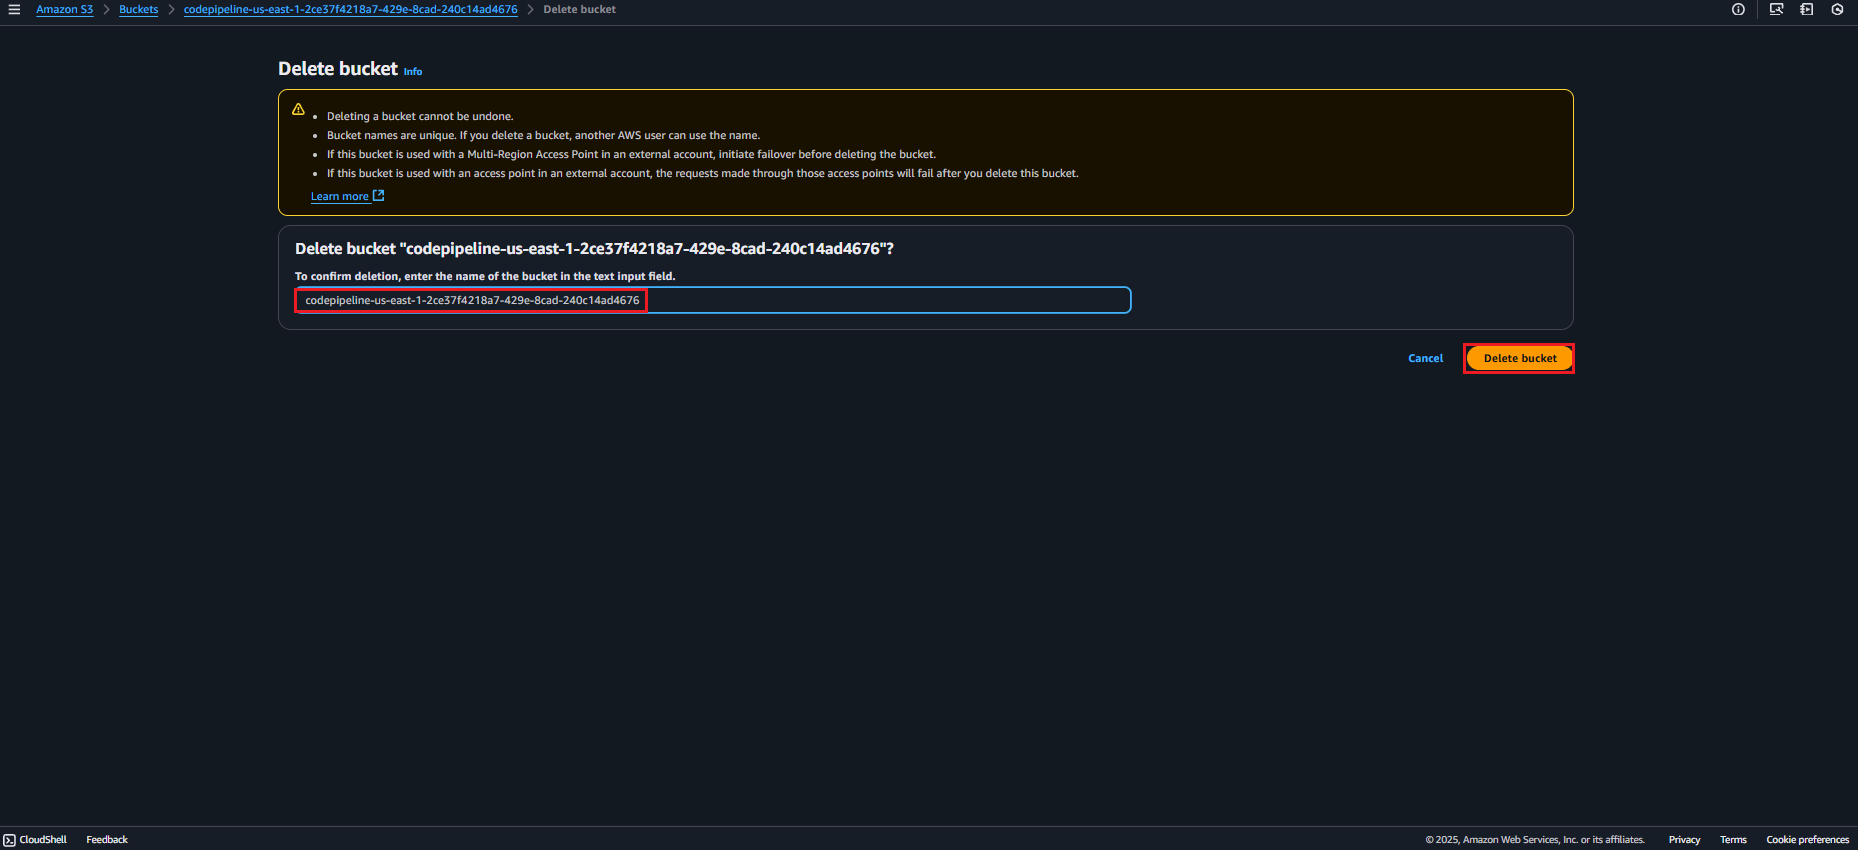 Amazon S3 > Buckets > codepipeline-us-east-1-2ce37f4218a7-429e-8cad-240c14ad4676 > Delete bucket
Delete bucket Info
• Deleting a bucket cannot be undone.
• Bucket names are unique. If you delete a bucket, another AWS user can use the name.
• If this bucket is used with a Multi-Region Access Point in an external account, initiate failover before deleting the bucket.
• If this bucket is used with an access point in an external account, the requests made through those access points will fail after you delete this bucket.
Learn more
Delete bucket "codepipeline-us-east-1-2ce37f4218a7-429e-8cad-240c14ad4676"?
To confirm deletion, enter the name of the bucket in the text input field.
codepipeline-us-east-1-2ce37f4218a7-429e-8cad-240c14ad4676
Cancel Delete bucket
CloudShell Feedback © 2025, Amazon Web Services, Inc. or its affiliates. Privacy Terms Cookie preferences